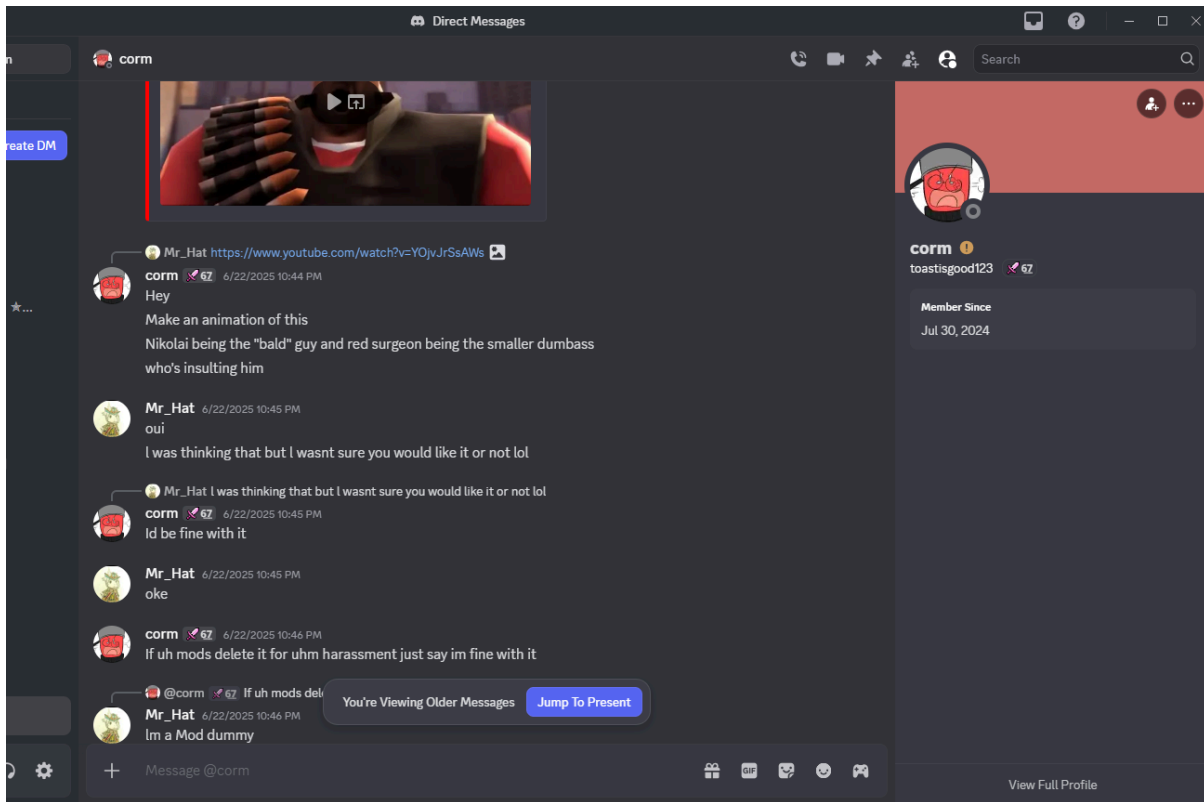 Direct Messages
n
corm
Search
reate DM
Mr_Hat https://www.youtube.com/watch?v=YOjvJrSsAWs
corm 67 6/22/2025 10:44 PM
Hey
Make an animation of this
Nikolai being the "bald" guy and red surgeon being the smaller dumbass
who's insulting him
Mr_Hat 6/22/2025 10:45 PM
oui
I was thinking that but I wasnt sure you would like it or not lol
Mr_Hat I was thinking that but I wasnt sure you would like it or not lol
corm 67 6/22/2025 10:45 PM
Id be fine with it
Mr_Hat 6/22/2025 10:45 PM
oke
corm 67 6/22/2025 10:46 PM
If uh mods delete it for uhm harassment just say im fine with it
@corm 67 If uh mods del
Mr_Hat 6/22/2025 10:46 PM
Im a Mod dummy
You're Viewing Older Messages Jump To Present
Message @corm
GIF
corm
toastisgood123 67
Member Since
Jul 30, 2024
View Full Profile